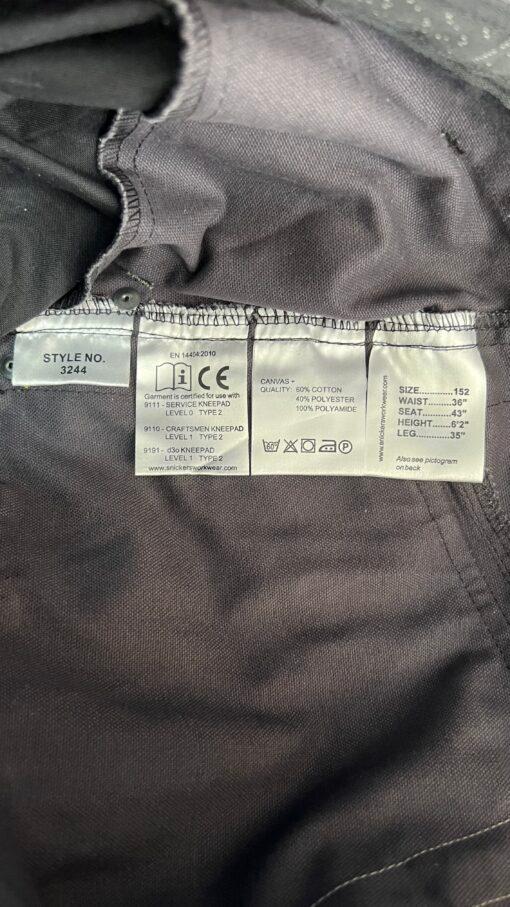 STYLE NO.
3244
EN 14404:2010
i CE
Garment is certified for use with
9111 - SERVICE KNEEPAD
LEVEL 0 TYPE 2
9110 - CRAFTSMEN KNEEPAD
LEVEL 1 TYPE 2
9191 - d3o KNEEPAD
LEVEL 1 TYPE 2
www.snickersworkwear.com
CANVAS +
QUALITY: 60% COTTON
40% POLYESTER
100% POLYAMIDE
60 P
www.snickersworkwear.com
SIZE............152
WAIST.........36"
SEAT...........43"
HEIGHT.......6'2"
LEG............35"
Also see pictogram
on back